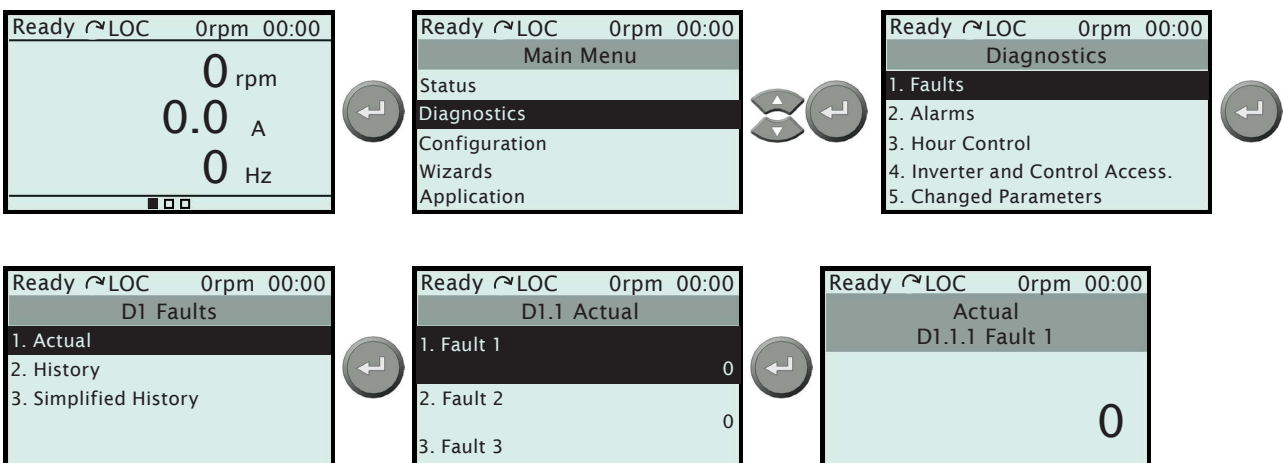 Ready LOC 0rpm 00:00
0 rpm
0.0 A
0 Hz
Ready LOC 0rpm 00:00
Main Menu
Status
Diagnostics
Configuration
Wizards
Application
Ready LOC 0rpm 00:00
Diagnostics
1. Faults
2. Alarms
3. Hour Control
4. Inverter and Control Access.
5. Changed Parameters
Ready LOC 0rpm 00:00
D1 Faults
1. Actual
2. History
3. Simplified History
Ready LOC 0rpm 00:00
D1.1 Actual
1. Fault 1
0
2. Fault 2
0
3. Fault 3
Ready LOC 0rpm 00:00
Actual
D1.1.1 Fault 1
0